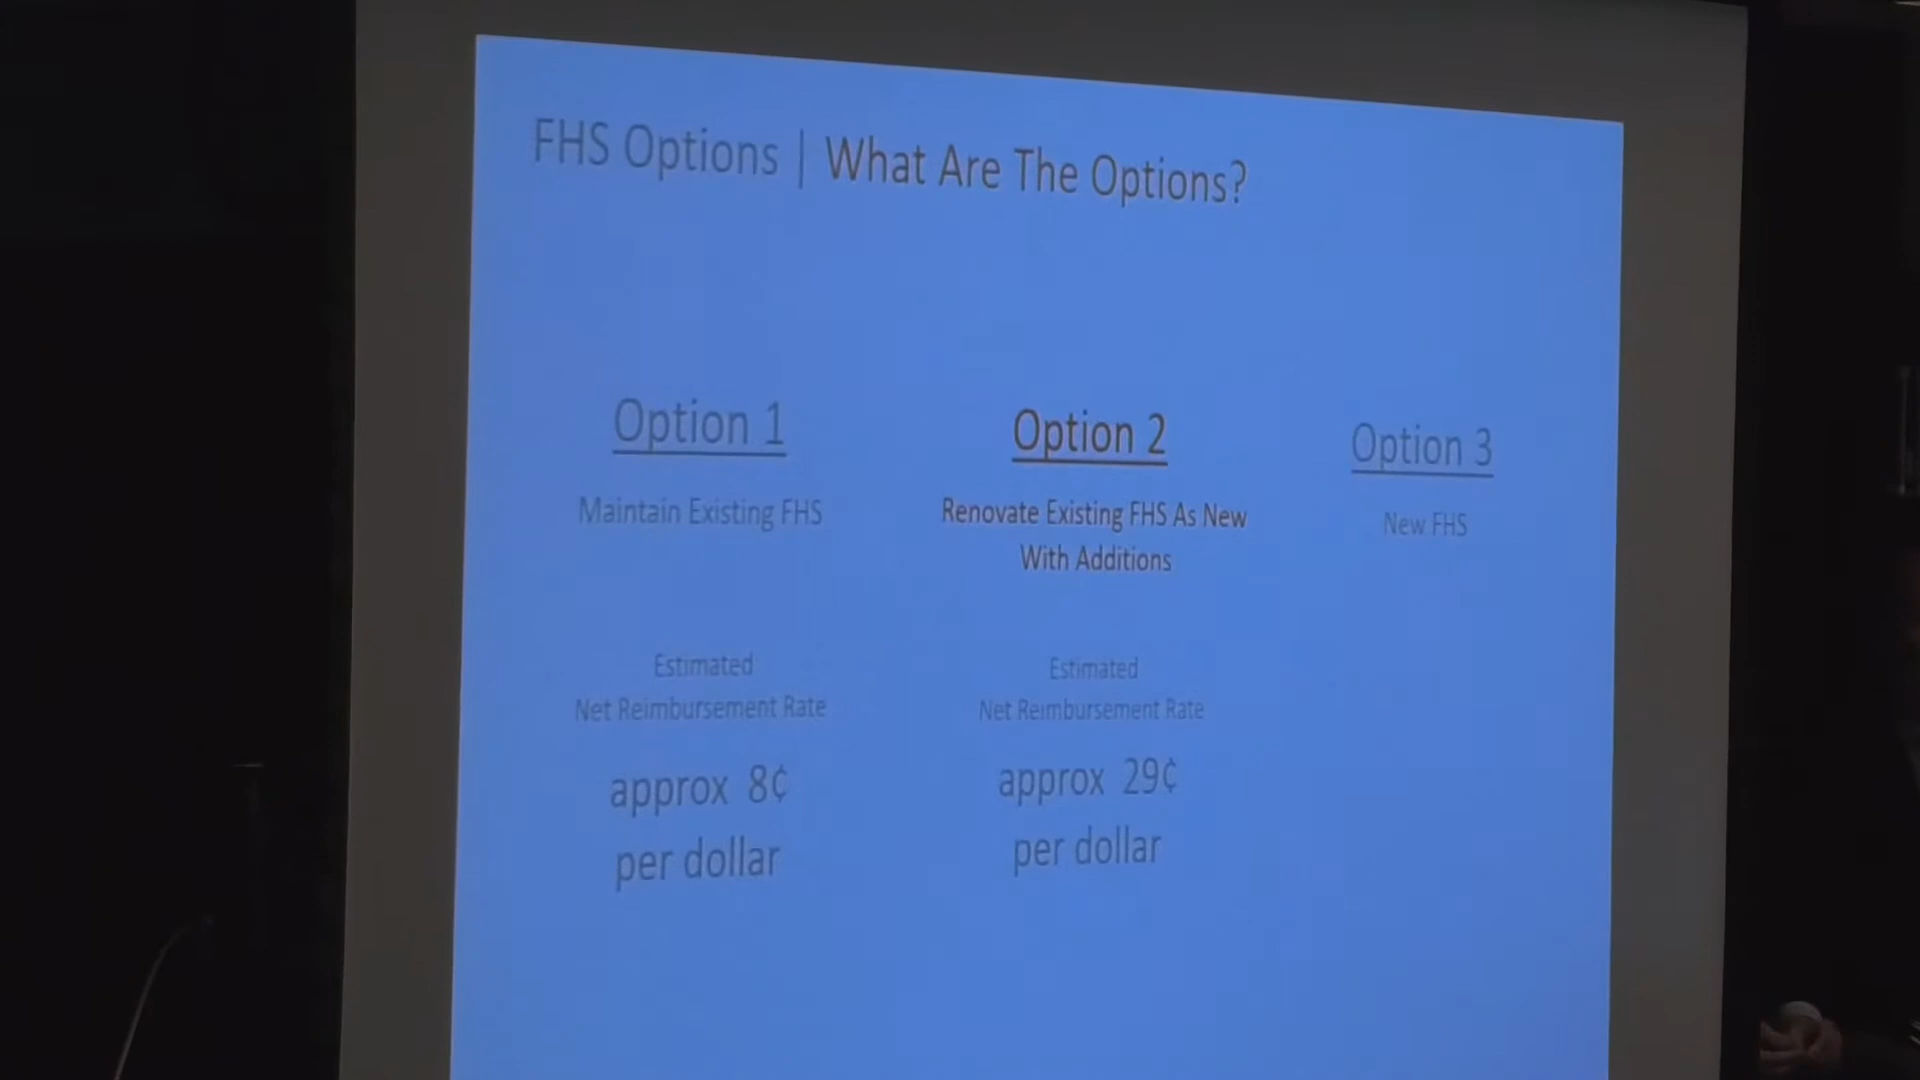 FHS Options | What Are The Options?
Option 1
Maintain Existing FHS
Estimated
Net Reimbursement Rate
approx 8¢
per dollar
Option 2
Renovate Existing FHS As New
With Additions
Estimated
Net Reimbursement Rate
approx 29¢
per dollar
Option 3
New FHS